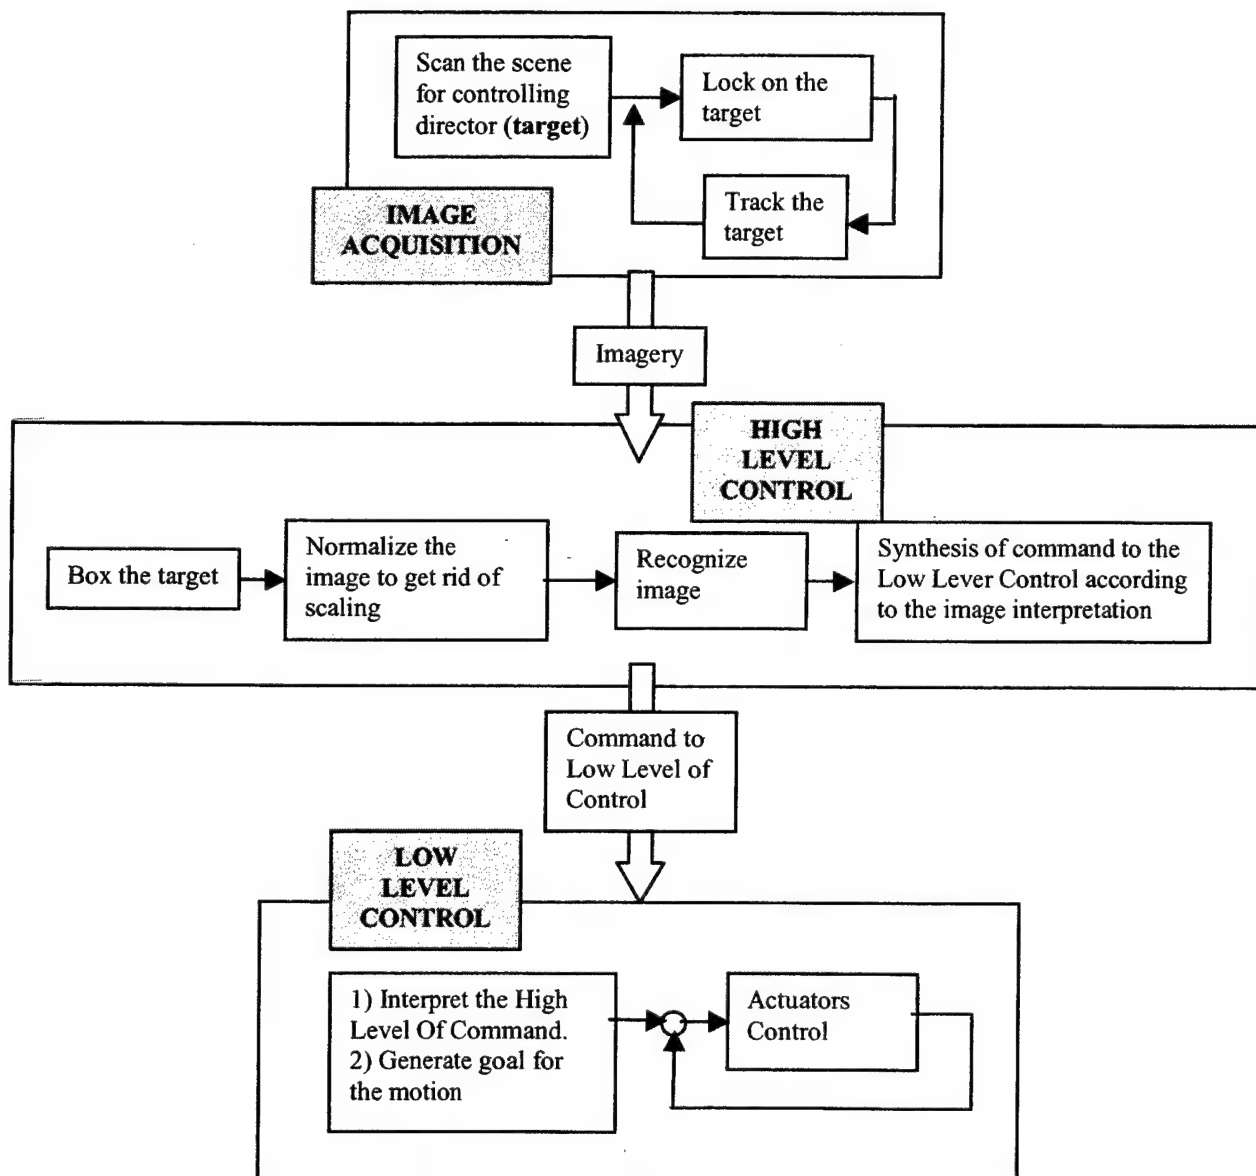 Scan the scene
for controlling
director (target)
Lock on the
target
Track the
target
IMAGE
ACQUISITION
Imagery
HIGH
LEVEL
CONTROL
Box the target
Normalize the
image to get rid of
scaling
Recognize
image
Synthesis of command to the
Low Lever Control according
to the image interpretation
Command to
Low Level of
Control
LOW
LEVEL
CONTROL
1) Interpret the High
Level Of Command.
2) Generate goal for
the motion
Actuators
Control